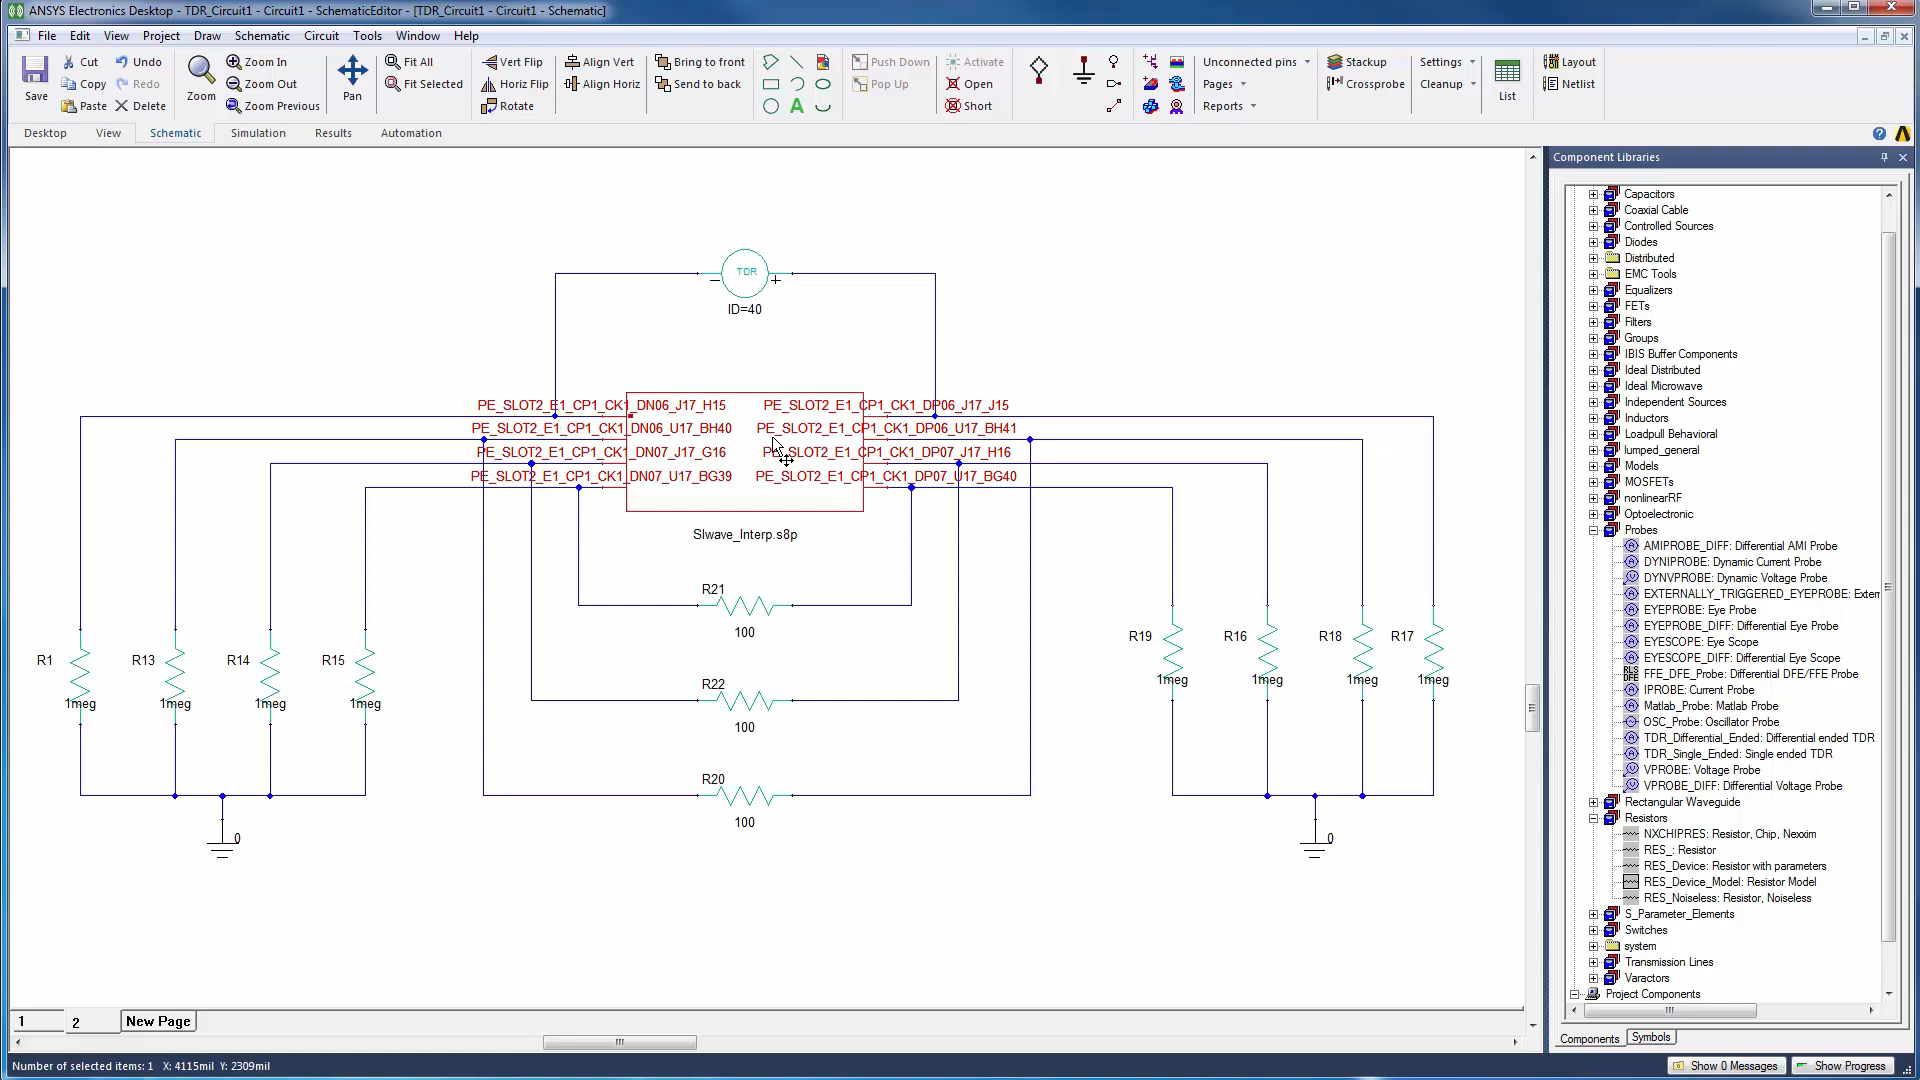 ANSYS Electronics Desktop - TDR_Circuit1 - Circuit1 - SchematicEditor - [TDR_Circuit1 - Circuit1 - Schematic]
File Edit View Project Draw Schematic Circuit Tools Window Help
Save
Cut
Copy
Paste
Undo
Redo
Delete
Zoom
Zoom In
Zoom Out
Zoom Previous
Pan
Fit All
Fit Selected
Vert Flip
Horiz Flip
Rotate
Align Vert
Align Horiz
Bring to front
Send to back
A
Push Down
Pop Up
Activate
Open
Short
Unconnected pins
Pages
Reports
Stackup
Crossprobe
Settings
Cleanup
List
Layout
Netlist
Desktop View Schematic Simulation Results Automation
TDR
ID=40
PE_SLOT2_E1_CP1_CK1_DN06_J17_H15 PE_SLOT2_E1_CP1_CK1_DP06_J17_J15
PE_SLOT2_E1_CP1_CK1_DN06_U17_BH40 PE_SLOT2_E1_CP1_CK1_DP06_U17_BH41
PE_SLOT2_E1_CP1_CK1_DN07_J17_G16 PE_SLOT2_E1_CP1_CK1_DP07_J17_H16
PE_SLOT2_E1_CP1_CK1_DN07_U17_BG39 PE_SLOT2_E1_CP1_CK1_DP07_U17_BG40
SIwave_Interp.s8p
R21
100
R22
100
R20
100
R1 R13 R14 R15
1meg 1meg 1meg 1meg
0
R19 R16 R18 R17
1meg 1meg 1meg 1meg
0
1 2 New Page
Number of selected items: 1 X: 4115mil Y: 2309mil
Component Libraries
Capacitors
Coaxial Cable
Controlled Sources
Diodes
Distributed
EMC Tools
Equalizers
FETs
Filters
Groups
IBIS Buffer Components
Ideal Distributed
Ideal Microwave
Independent Sources
Inductors
Loadpull Behavioral
lumped_general
Models
MOSFETs
nonlinearRF
Optoelectronic
Probes
AMIPROBE_DIFF: Differential AMI Probe
DYNIPROBE: Dynamic Current Probe
DYNVPROBE: Dynamic Voltage Probe
EXTERNALLY_TRIGGERED_EYEPROBE: Exter
EYEPROBE: Eye Probe
EYEPROBE_DIFF: Differential Eye Probe
EYESCOPE: Eye Scope
EYESCOPE_DIFF: Differential Eye Scope
FFE_DFE_Probe: Differential DFE/FFE Probe
IPROBE: Current Probe
Matlab_Probe: Matlab Probe
OSC_Probe: Oscillator Probe
TDR_Differential_Ended: Differential ended TDR
TDR_Single_Ended: Single ended TDR
VPROBE: Voltage Probe
VPROBE_DIFF: Differential Voltage Probe
Rectangular Waveguide
Resistors
NXCHIPRES: Resistor, Chip, Nexxim
RES_: Resistor
RES_Device: Resistor with parameters
RES_Device_Model: Resistor Model
RES_Noiseless: Resistor, Noiseless
S_Parameter_Elements
Switches
system
Transmission Lines
Varactors
Project Components
Components Symbols
Show 0 Messages Show Progress